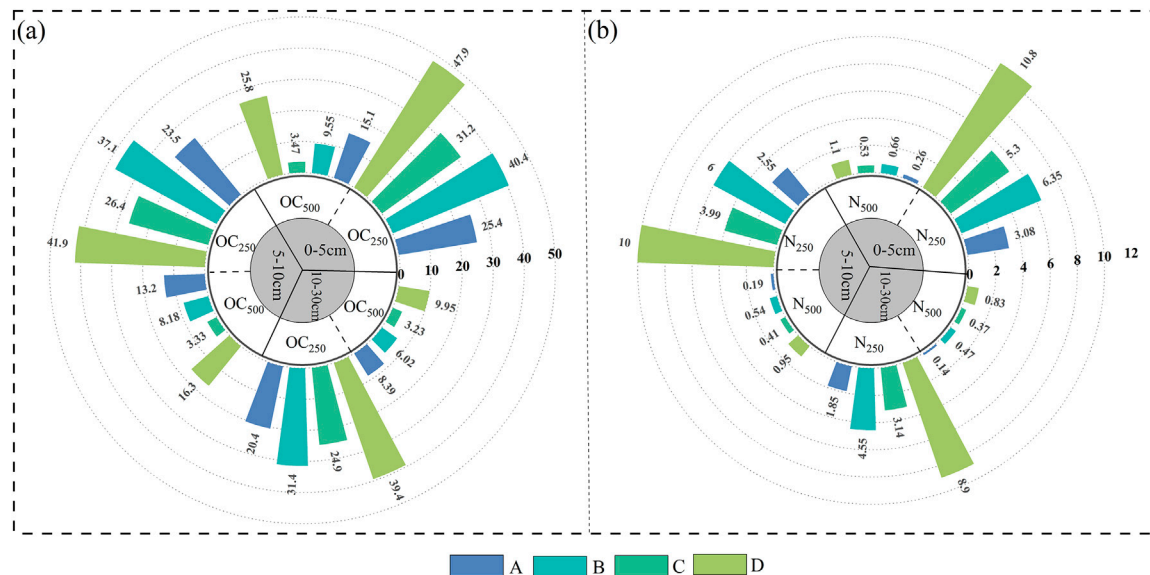 (a)
47.9
25.8
15.1
9.55
3.47
31.2
23.5
37.1
40.4
OC500
26.4
OC250
OC250
0-5cm
25.4
41.9
5-10cm
0 10 20 30 40 50
10-30cm
13.2
OC500
OC500
9.95
8.18
OC250
3.23
3.33
6.02
16.3
8.39
20.4
31.4
24.9
39.4
(b)
10.8
1.1
0.53
0.66
0.26
5.3
2.55
6
6.35
N500
3.99
N250
N250
0-5cm
3.08
10
5-10cm
0 2 4 6 8 10 12
10-30cm
0.19
N500
N500
0.83
0.54
N250
0.37
0.41
0.47
0.95
0.14
1.85
4.55
3.14
8.9
A B C D